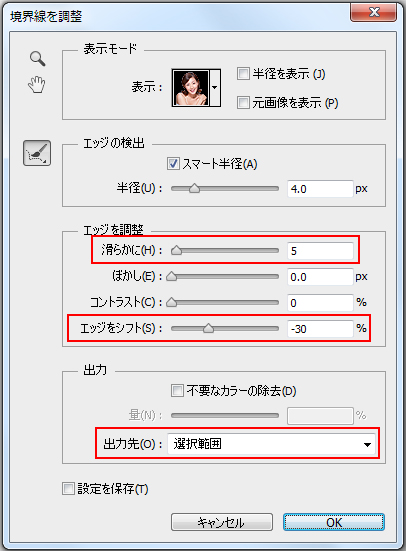 境界線を調整
表示モード
表示：
半径を表示 (J)
元画像を表示 (P)
エッジの検出
スマート半径(A)
半径(U)： 4.0 px
エッジを調整
滑らかに(H)： 5
ぼかし(E)： 0.0 px
コントラスト(C)： 0 %
エッジをシフト(S)： -30 %
出力
不要なカラーの除去(D)
量(N)： %
出力先(O)： 選択範囲
設定を保存(T)
キャンセル OK